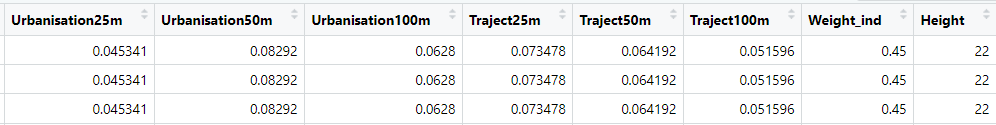 Urbanisation25m Urbanisation50m Urbanisation100m Traject25m Traject50m Traject100m Weight_ind Height
0.045341 0.08292 0.0628 0.073478 0.064192 0.051596 0.45 22
0.045341 0.08292 0.0628 0.073478 0.064192 0.051596 0.45 22
0.045341 0.08292 0.0628 0.073478 0.064192 0.051596 0.45 22